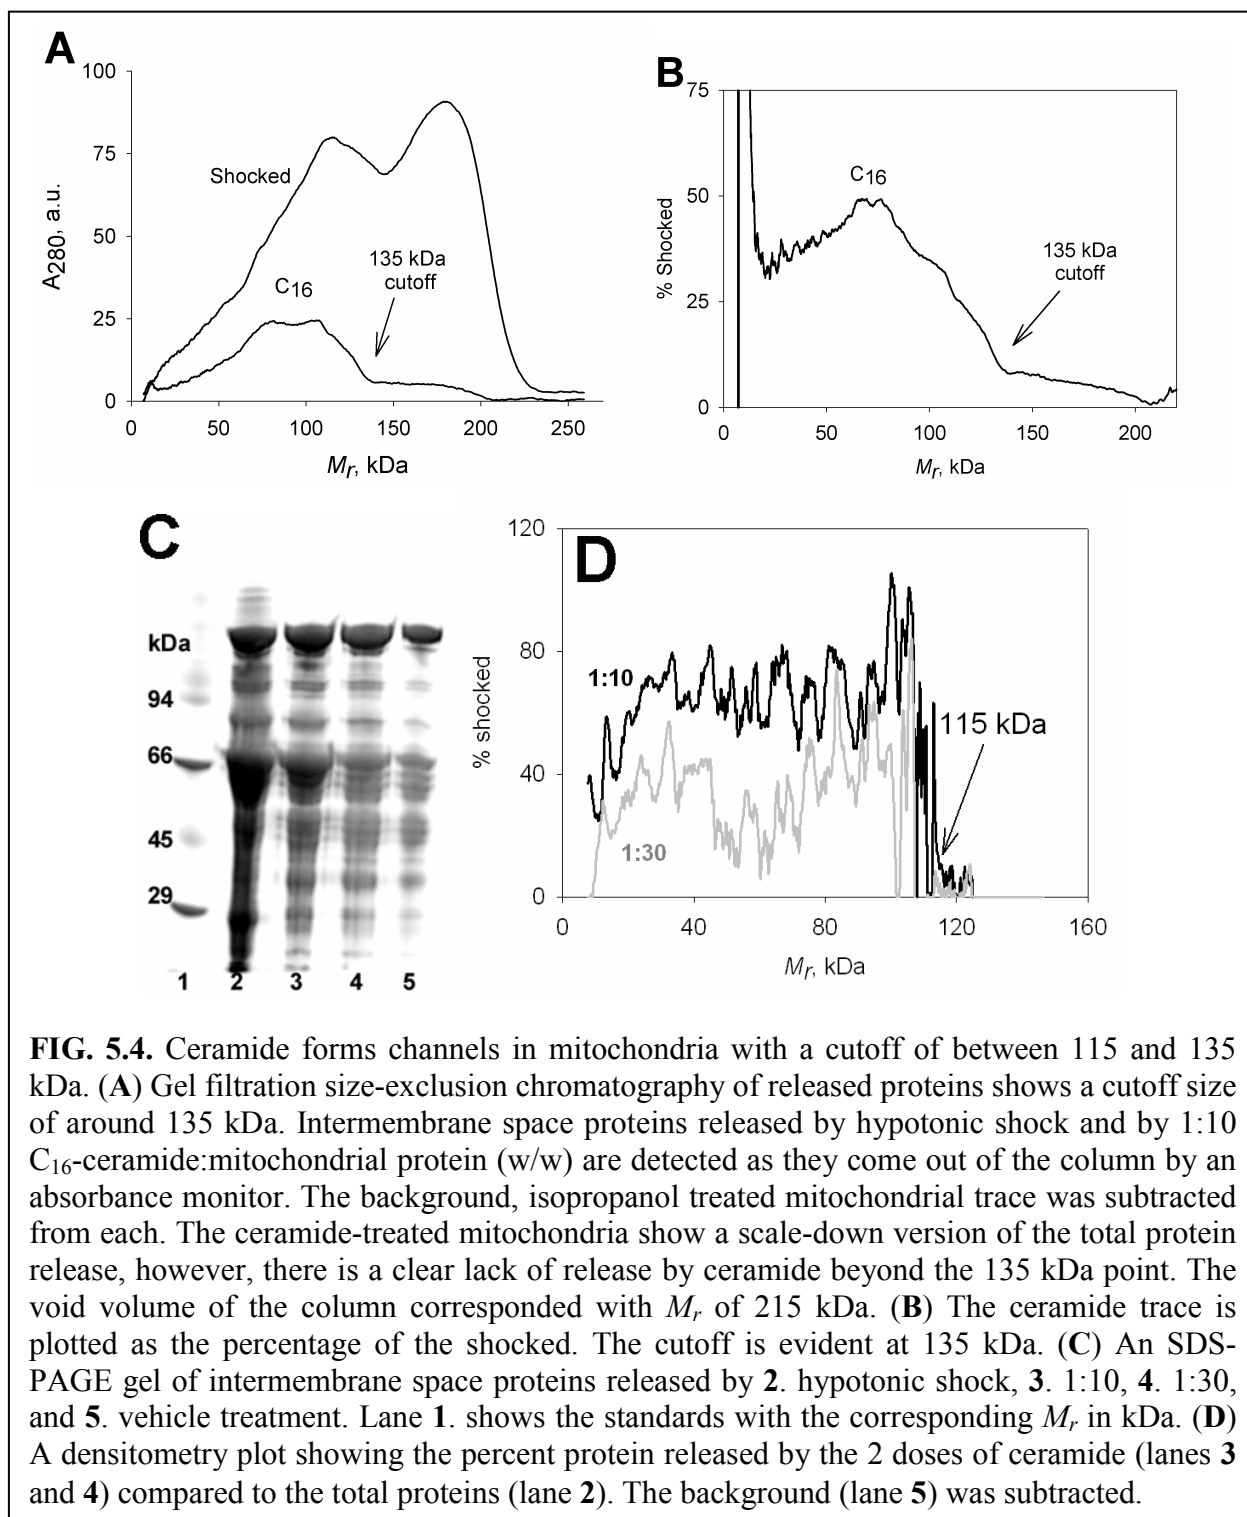 A
100
75
50
25
0
A280, a.u.
Shocked
C16
135 kDa
cutoff
0 50 100 150 200 250
Mr, kDa
B
75
50
25
0
% Shocked
C16
135 kDa
cutoff
0 50 100 150 200
Mr, kDa
C
kDa
94
66
45
29
1 2 3 4 5
D
120
80
40
0
% shocked
1:10
1:30
115 kDa
0 40 80 120 160
Mr, kDa
FIG. 5.4. Ceramide forms channels in mitochondria with a cutoff of between 115 and 135
kDa. (A) Gel filtration size-exclusion chromatography of released proteins shows a cutoff size
of around 135 kDa. Intermembrane space proteins released by hypotonic shock and by 1:10
C16-ceramide:mitochondrial protein (w/w) are detected as they come out of the column by an
absorbance monitor. The background, isopropanol treated mitochondrial trace was subtracted
from each. The ceramide-treated mitochondria show a scale-down version of the total protein
release, however, there is a clear lack of release by ceramide beyond the 135 kDa point. The
void volume of the column corresponded with Mr of 215 kDa. (B) The ceramide trace is
plotted as the percentage of the shocked. The cutoff is evident at 135 kDa. (C) An SDS-
PAGE gel of intermembrane space proteins released by 2. hypotonic shock, 3. 1:10, 4. 1:30,
and 5. vehicle treatment. Lane 1. shows the standards with the corresponding Mr in kDa. (D)
A densitometry plot showing the percent protein released by the 2 doses of ceramide (lanes 3
and 4) compared to the total proteins (lane 2). The background (lane 5) was subtracted.